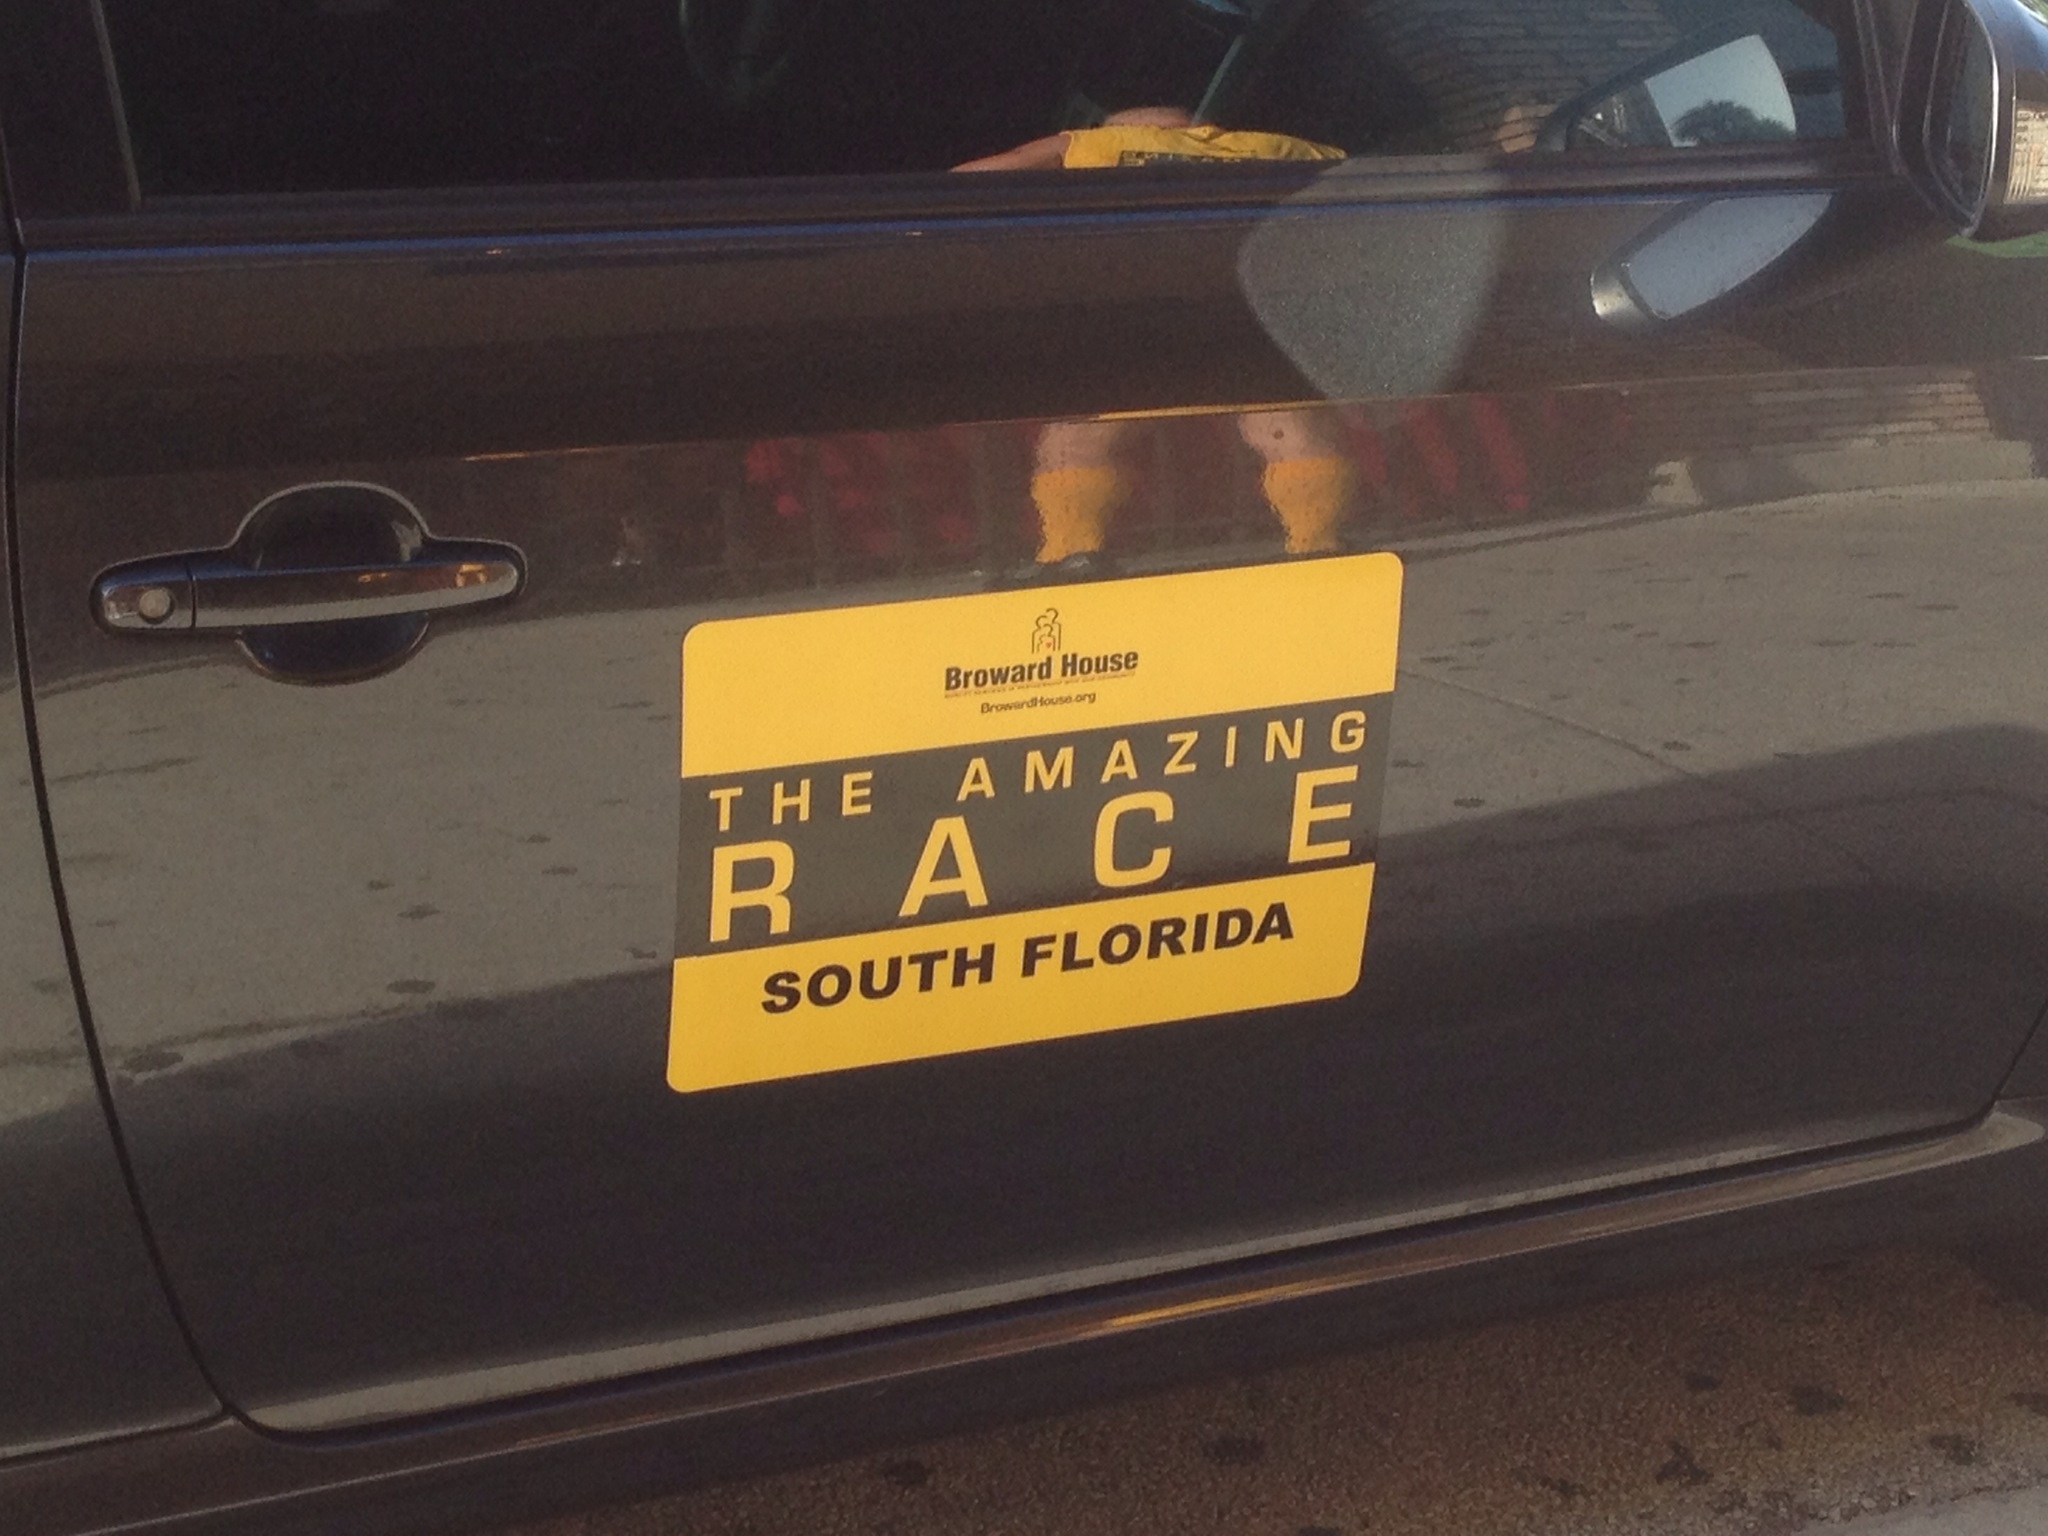 Broward House
BrowardHouse.org
THE AMAZING
RACE
SOUTH FLORIDA